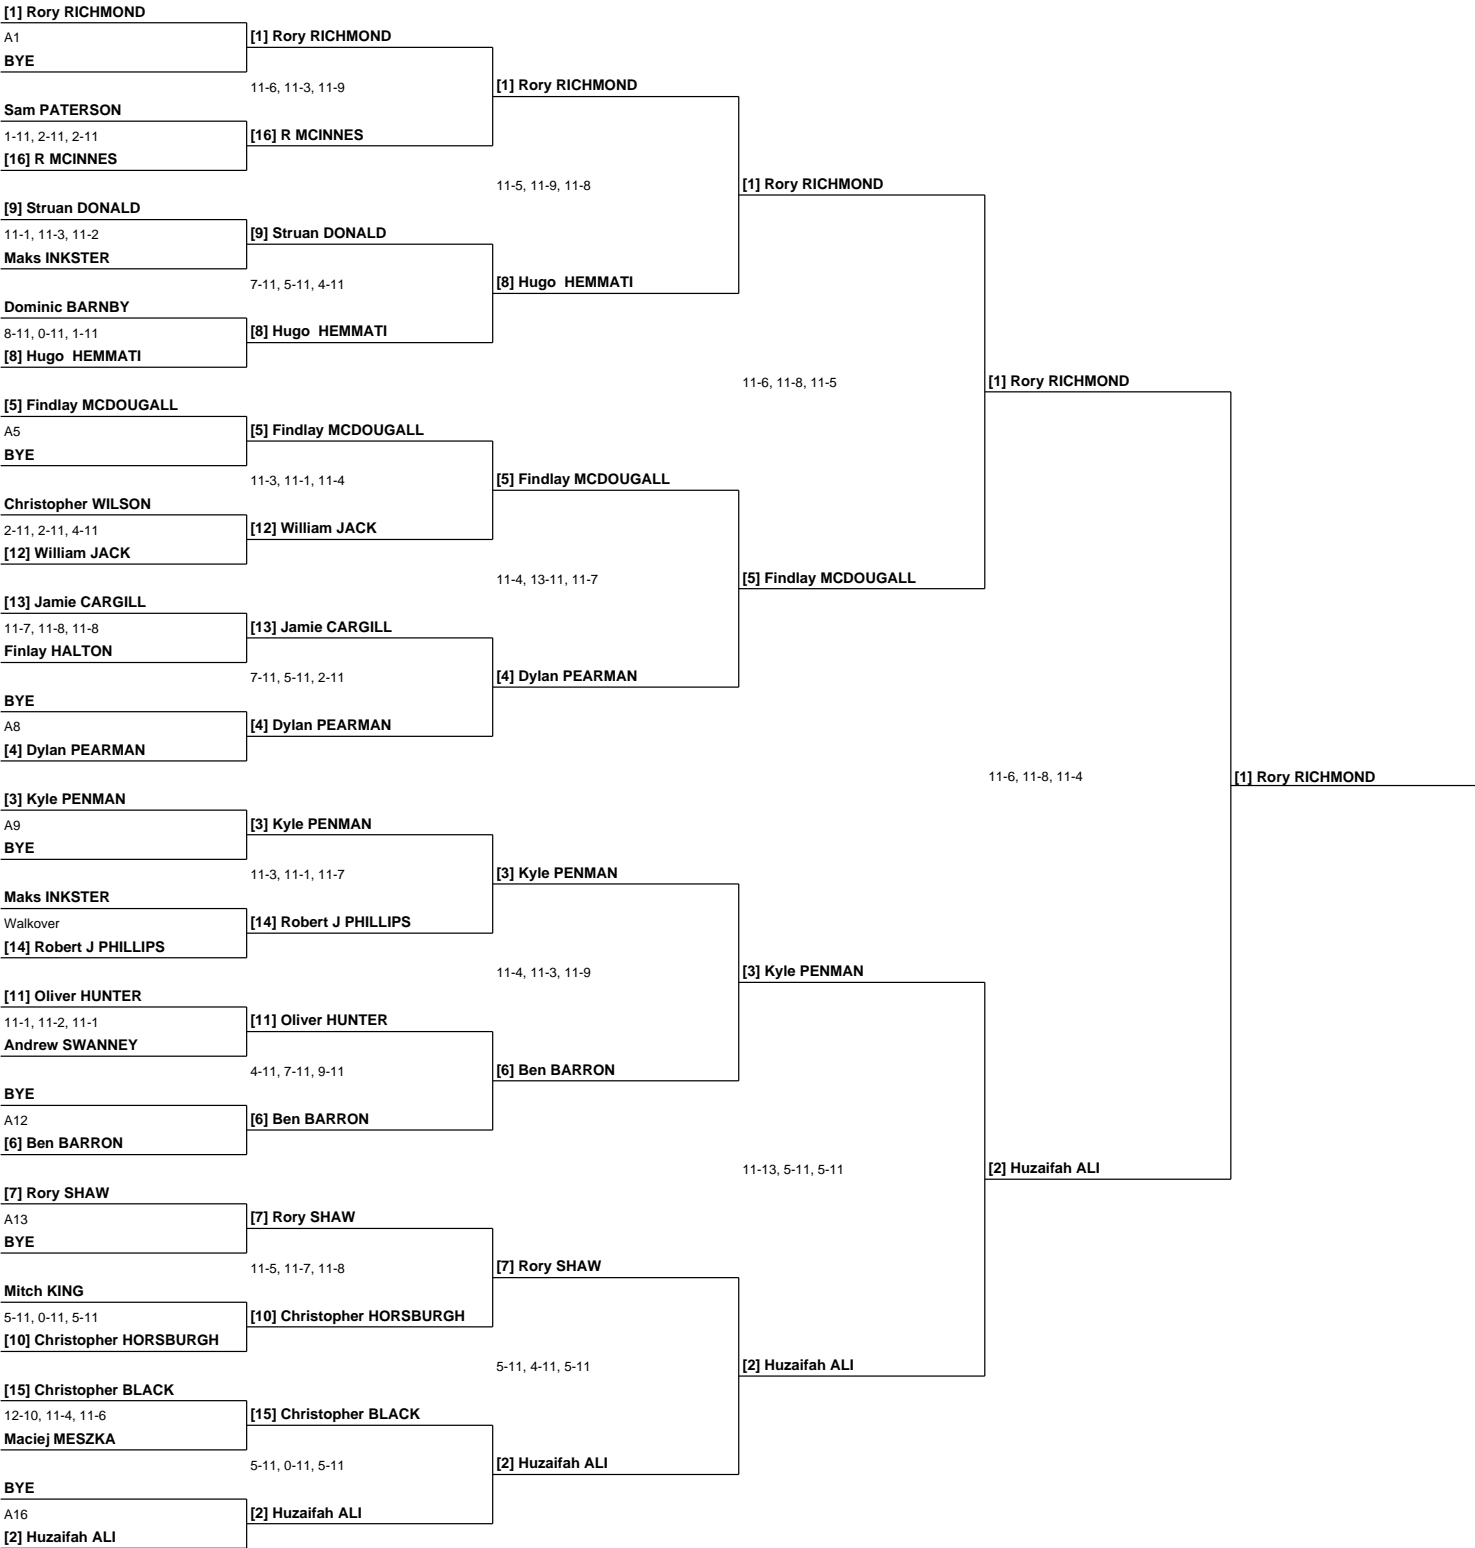 [1] Rory RICHMOND
A1
BYE
Sam PATERSON
1-11, 2-11, 2-11
[16] R MCINNES
[9] Struan DONALD
11-1, 11-3, 11-2
Maks INKSTER
Dominic BARNBY
8-11, 0-11, 1-11
[8] Hugo  HEMMATI
[5] Findlay MCDOUGALL
A5
BYE
Christopher WILSON
2-11, 2-11, 4-11
[12] William JACK
[13] Jamie CARGILL
11-7, 11-8, 11-8
Finlay HALTON
BYE
A8
[4] Dylan PEARMAN
[3] Kyle PENMAN
A9
BYE
Maks INKSTER
Walkover
[14] Robert J PHILLIPS
[11] Oliver HUNTER
11-1, 11-2, 11-1
Andrew SWANNEY
BYE
A12
[6] Ben BARRON
[7] Rory SHAW
A13
BYE
Mitch KING
5-11, 0-11, 5-11
[10] Christopher HORSBURGH
[15] Christopher BLACK
12-10, 11-4, 11-6
Maciej MESZKA
BYE
A16
[2] Huzaifah ALI
[1] Rory RICHMOND
11-6, 11-3, 11-9
[16] R MCINNES
[9] Struan DONALD
7-11, 5-11, 4-11
[8] Hugo  HEMMATI
[5] Findlay MCDOUGALL
11-3, 11-1, 11-4
[12] William JACK
[13] Jamie CARGILL
7-11, 5-11, 2-11
[4] Dylan PEARMAN
[3] Kyle PENMAN
11-3, 11-1, 11-7
[14] Robert J PHILLIPS
[11] Oliver HUNTER
4-11, 7-11, 9-11
[6] Ben BARRON
[7] Rory SHAW
11-5, 11-7, 11-8
[10] Christopher HORSBURGH
[15] Christopher BLACK
5-11, 0-11, 5-11
[2] Huzaifah ALI
[1] Rory RICHMOND
11-5, 11-9, 11-8
[8] Hugo  HEMMATI
[5] Findlay MCDOUGALL
11-4, 13-11, 11-7
[4] Dylan PEARMAN
[3] Kyle PENMAN
11-4, 11-3, 11-9
[6] Ben BARRON
[7] Rory SHAW
5-11, 4-11, 5-11
[2] Huzaifah ALI
[1] Rory RICHMOND
11-6, 11-8, 11-5
[5] Findlay MCDOUGALL
[3] Kyle PENMAN
11-13, 5-11, 5-11
[2] Huzaifah ALI
[1] Rory RICHMOND
11-6, 11-8, 11-4
[2] Huzaifah ALI
[1] Rory RICHMOND